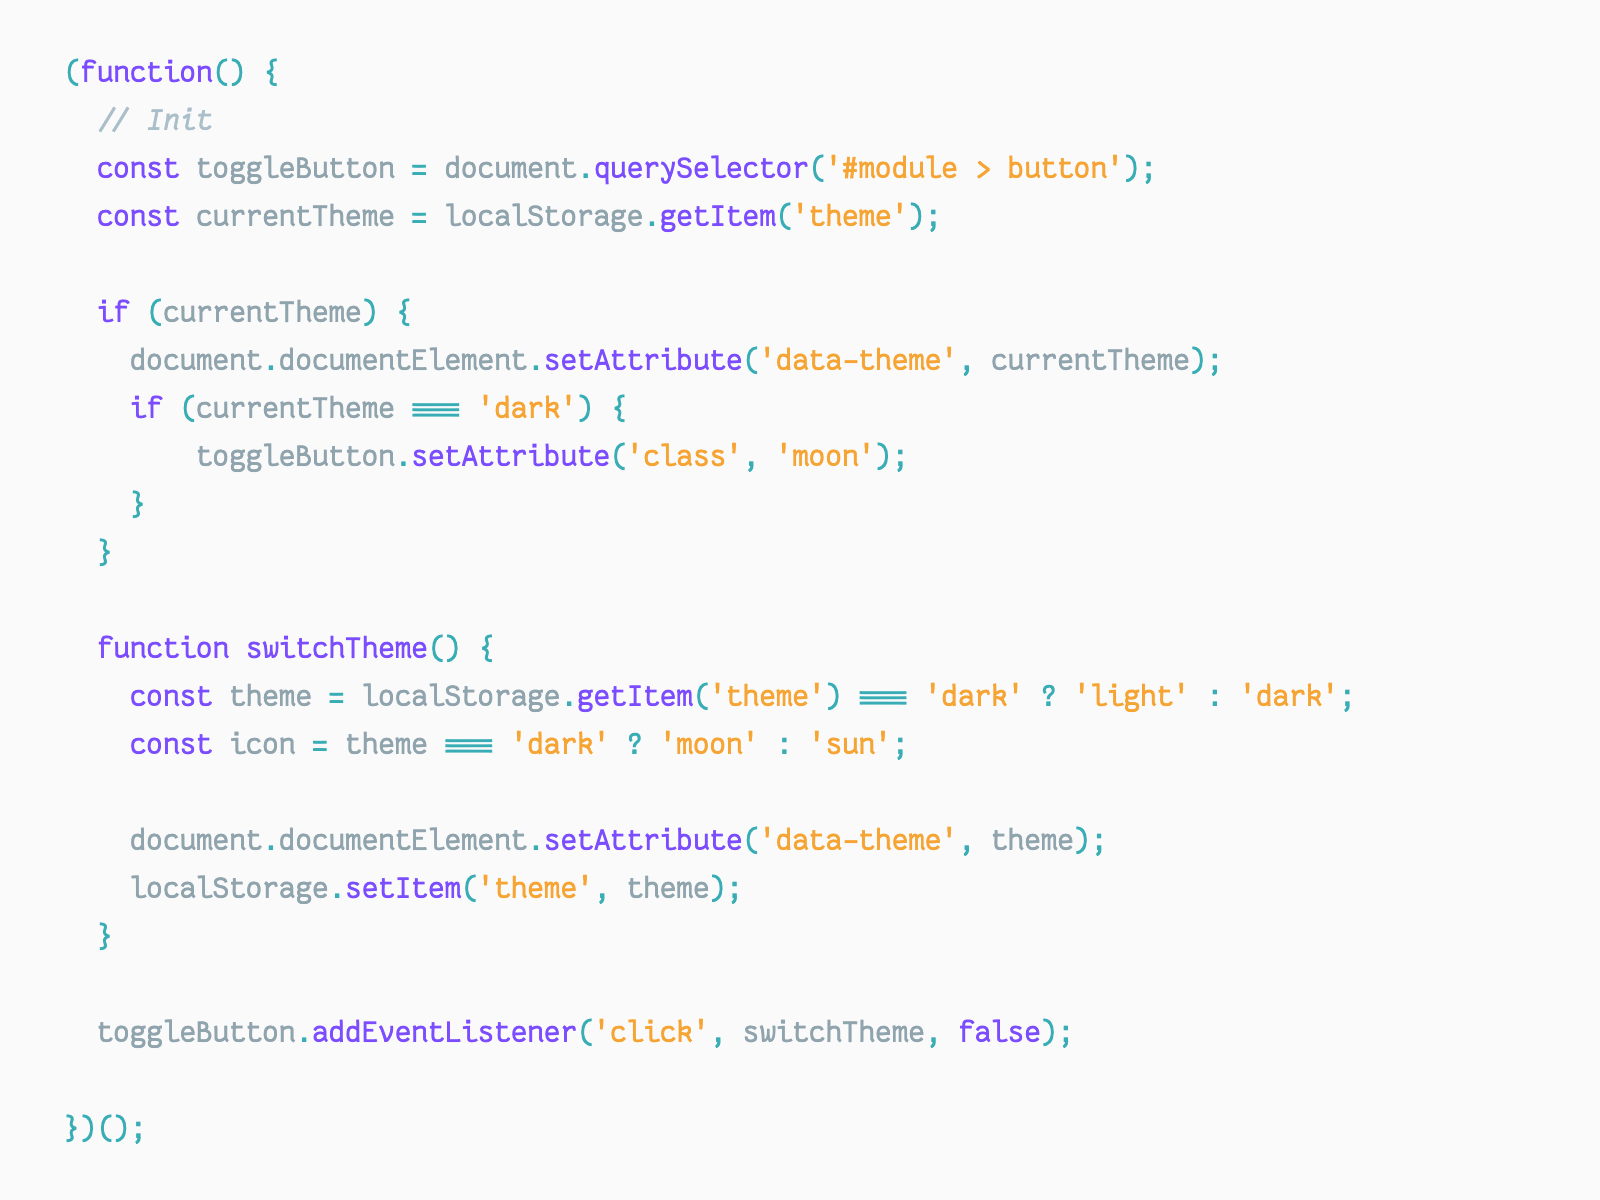 (function() {
  // Init
  const toggleButton = document.querySelector('#module > button');
  const currentTheme = localStorage.getItem('theme');

  if (currentTheme) {
    document.documentElement.setAttribute('data-theme', currentTheme);
    if (currentTheme === 'dark') {
        toggleButton.setAttribute('class', 'moon');
    }
  }

  function switchTheme() {
    const theme = localStorage.getItem('theme') === 'dark' ? 'light' : 'dark';
    const icon = theme === 'dark' ? 'moon' : 'sun';

    document.documentElement.setAttribute('data-theme', theme);
    localStorage.setItem('theme', theme);
  }

  toggleButton.addEventListener('click', switchTheme, false);

})();